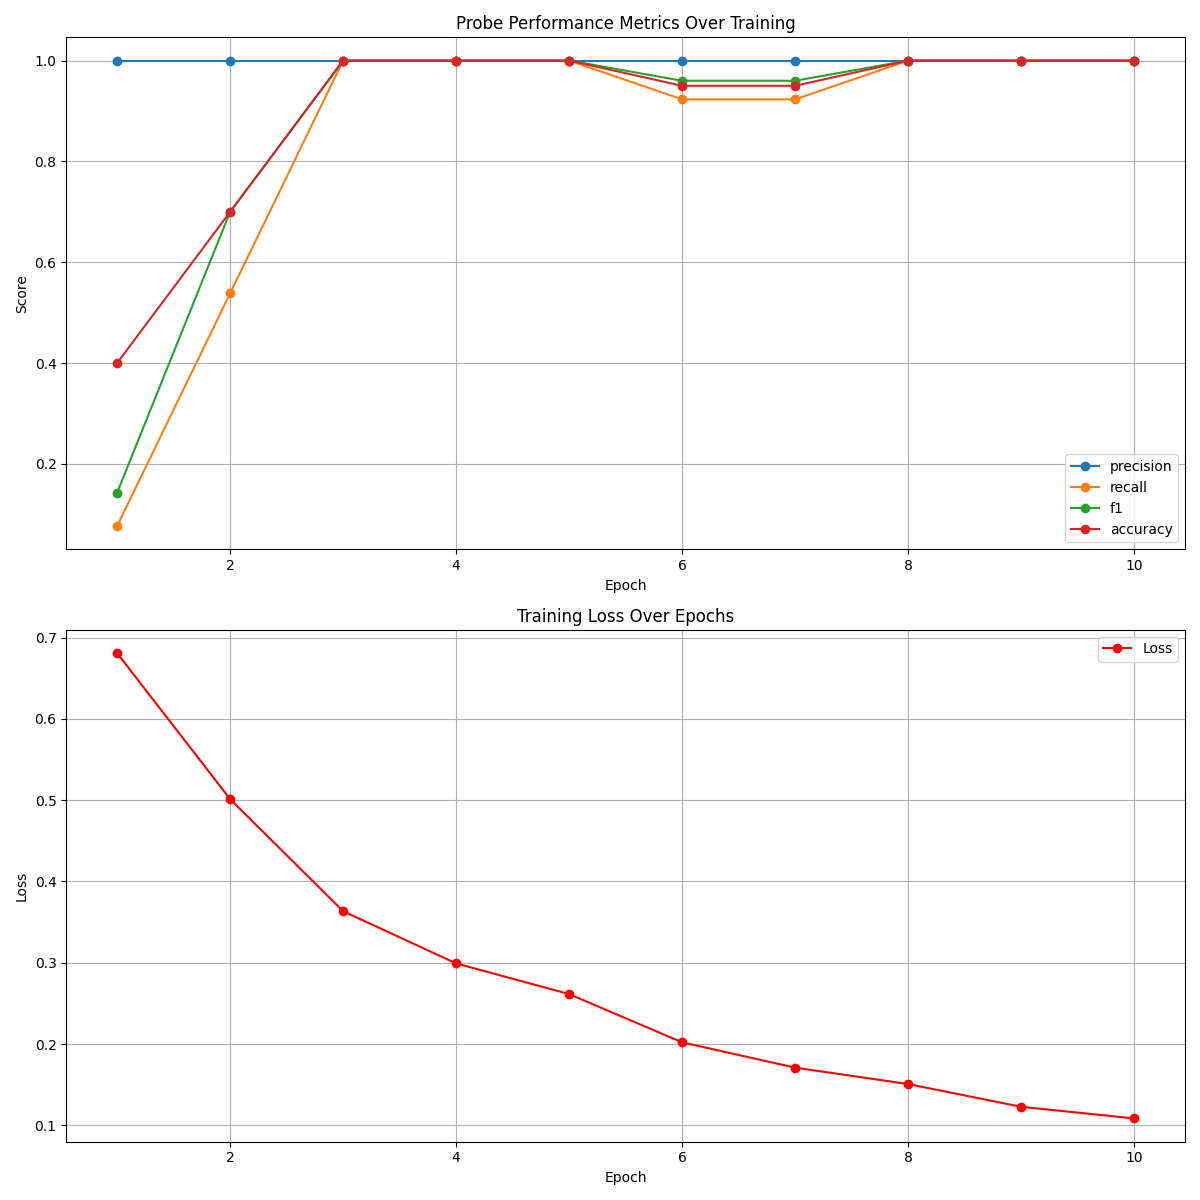 Probe Performance Metrics Over Training
Score
1.0
0.8
0.6
0.4
0.2
precision
recall
f1
accuracy
2 4 6 8 10
Epoch
Training Loss Over Epochs
Loss
0.7
0.6
0.5
0.4
0.3
0.2
0.1
Loss
2 4 6 8 10
Epoch